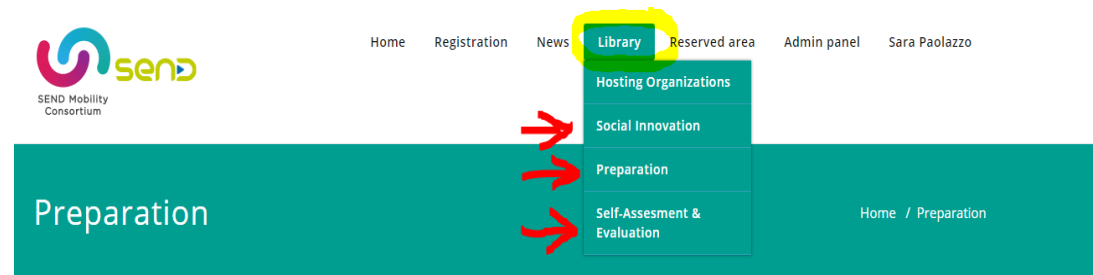 send
SEND Mobility
Consortium
Home Registration News Library Reserved area Admin panel Sara Paolazzo
Hosting Organizations
Social Innovation
Preparation
Self-Assesment &
Evaluation
Preparation
Home / Preparation